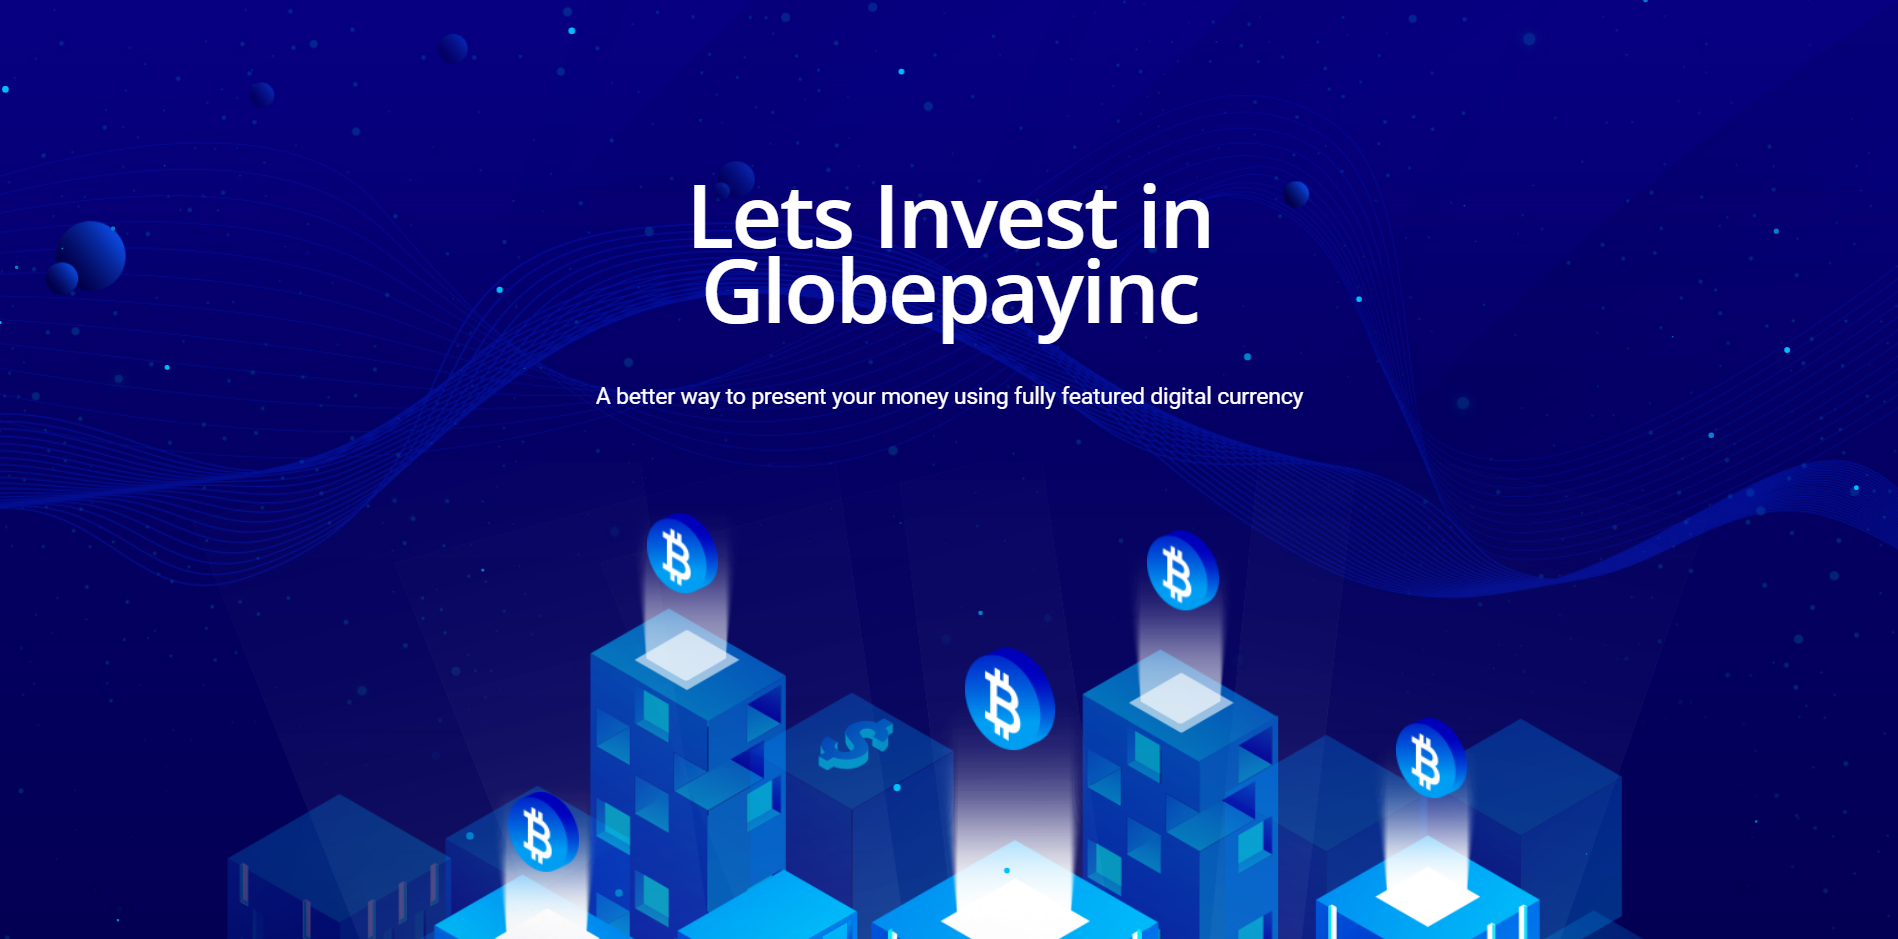 Lets Invest in
Globepayinc
A better way to present your money using fully featured digital currency